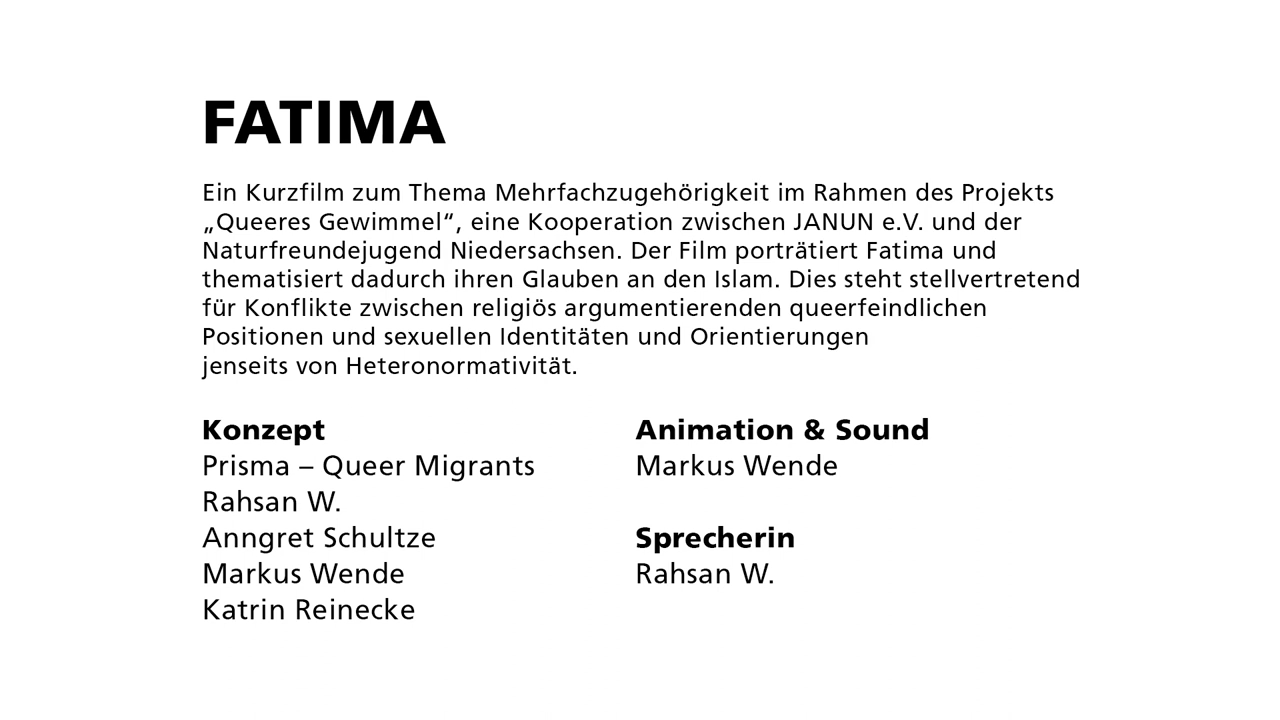 FATIMA
Ein Kurzfilm zum Thema Mehrfachzugehörigkeit im Rahmen des Projekts
„Queeres Gewimmel“, eine Kooperation zwischen JANUN e.V. und der
Naturfreundejugend Niedersachsen. Der Film porträtiert Fatima und
thematisiert dadurch ihren Glauben an den Islam. Dies steht stellvertretend
für Konflikte zwischen religiös argumentierenden queerfeindlichen
Positionen und sexuellen Identitäten und Orientierungen
jenseits von Heteronormativität.
Konzept
Prisma – Queer Migrants
Rahsan W.
Anngret Schultze
Markus Wende
Katrin Reinecke
Animation & Sound
Markus Wende
Sprecherin
Rahsan W.